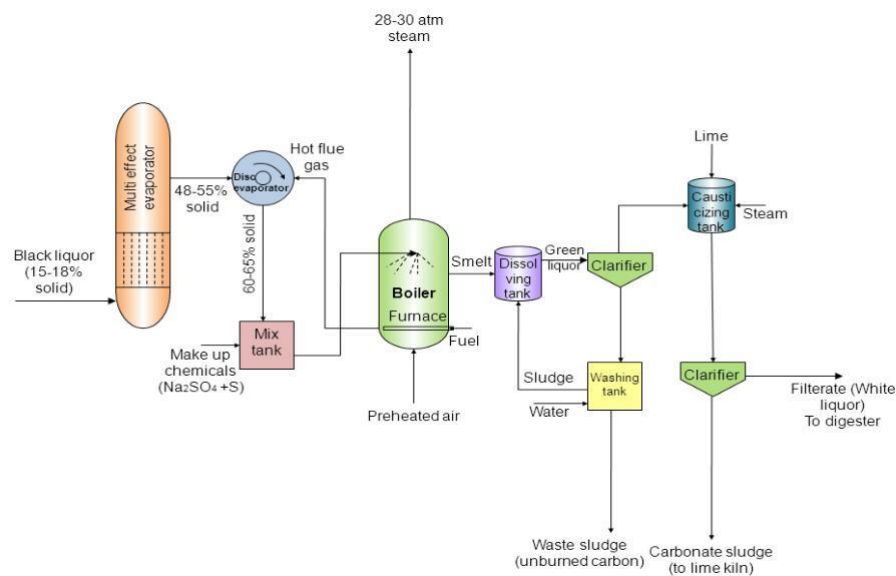 28-30 atm
steam
Multi effect
evaporator
Disc
evaporator
Hot flue
gas
48-55%
solid
60-65% solid
Black liquor
(15-18%
solid)
Mix
tank
Make up
chemicals
(Na₂SO₄ +S)
Boiler
Furnace
Fuel
Preheated air
Smelt
Dissol
ving
tank
Green
liquor
Clarifier
Lime
Causti
cizing
tank
Steam
Sludge
Water
Washing
tank
Clarifier
Filterate (White
liquor)
To digester
Waste sludge
(unburned carbon)
Carbonate sludge
(to lime kiln)